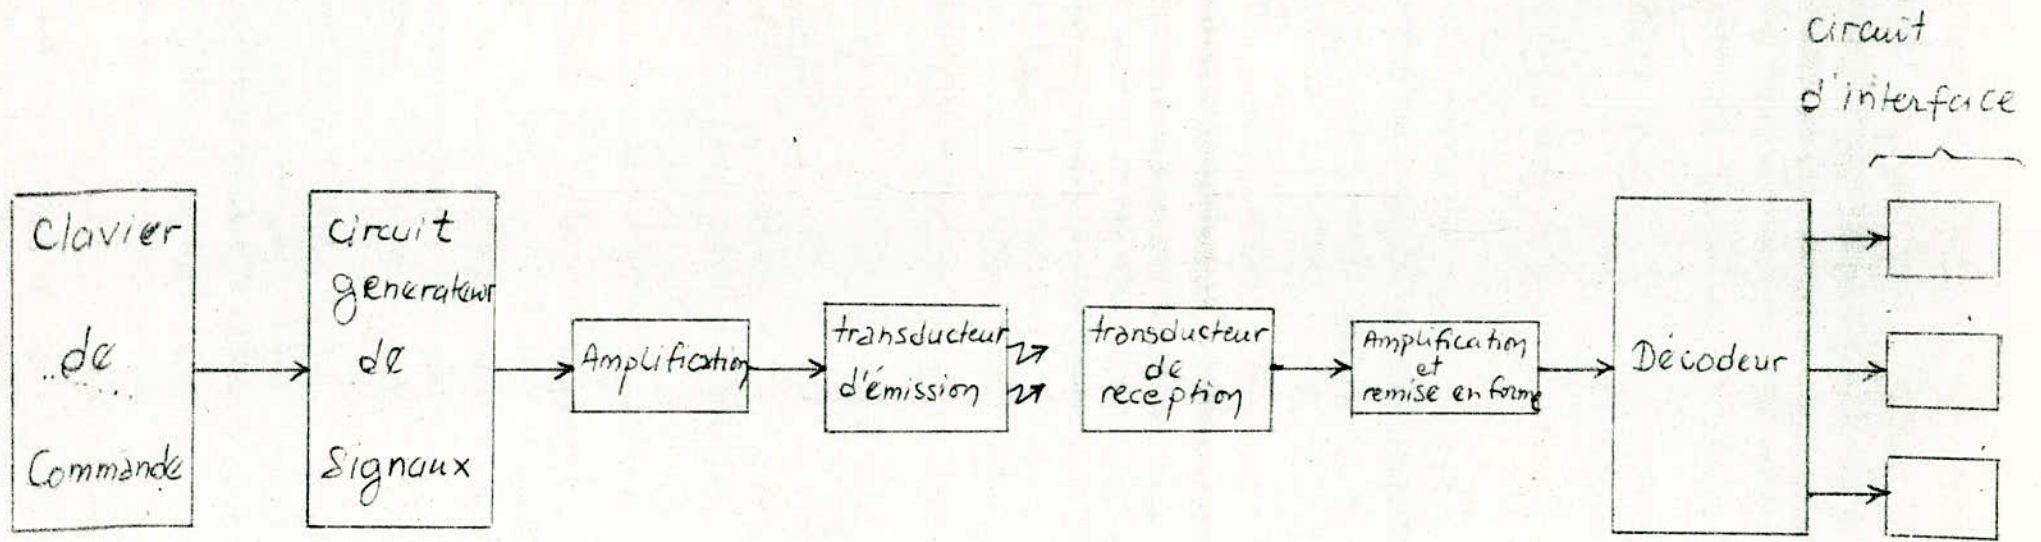 circuit
d'interface
Clavier
de
Commande
circuit
génerateur
de
Signaux
Amplification
transducteur
d'émission
transducteur
de
reception
Amplification
et
remise en forme
Décodeur